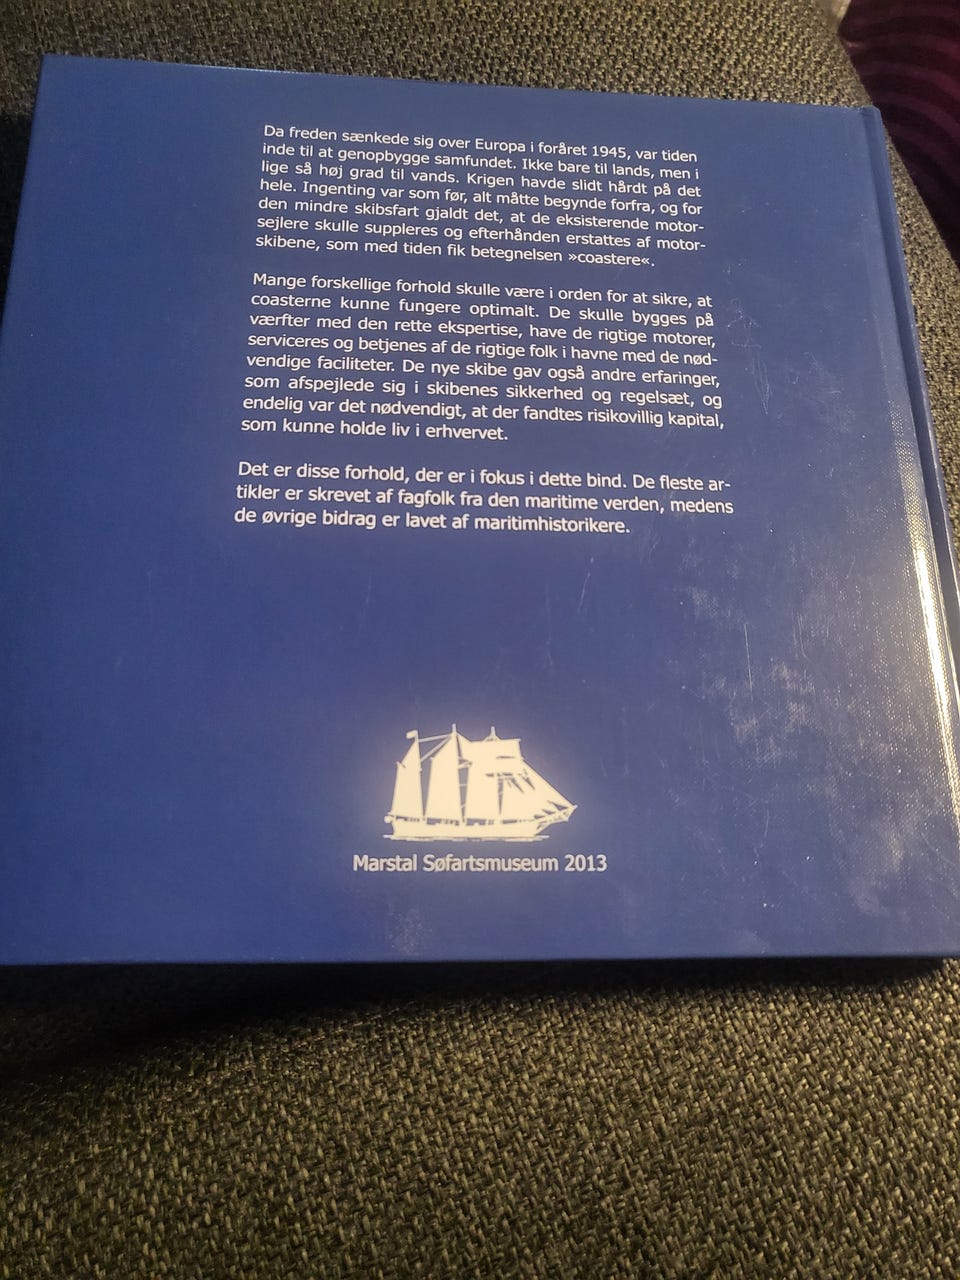 Da freden sænkede sig over Europa i foråret 1945, var tiden
inde til at genopbygge samfundet. Ikke bare til lands, men i
lige så høj grad til vands. Krigen havde slidt hårdt på det
hele. Ingenting var som før, alt måtte begynde forfra, og for
den mindre skibsfart gjaldt det, at de eksisterende motor-
sejlere skulle suppleres og efterhånden erstattes af motor-
skibene, som med tiden fik betegnelsen »coastere«.
Mange forskellige forhold skulle være i orden for at sikre, at
coasterne kunne fungere optimalt. De skulle bygges på
værfter med den rette ekspertise, have de rigtige motorer,
serviceres og betjenes af de rigtige folk i havne med de nød-
vendige faciliteter. De nye skibe gav også andre erfaringer,
som afspejlede sig i skibenes sikkerhed og regelsæt, og
endelig var det nødvendigt, at der fandtes risikovillig kapital,
som kunne holde liv i erhvervet.
Det er disse forhold, der er i fokus i dette bind. De fleste ar-
tikler er skrevet af fagfolk fra den maritime verden, medens
de øvrige bidrag er lavet af maritimhistorikere.
Marstal Søfartsmuseum 2013